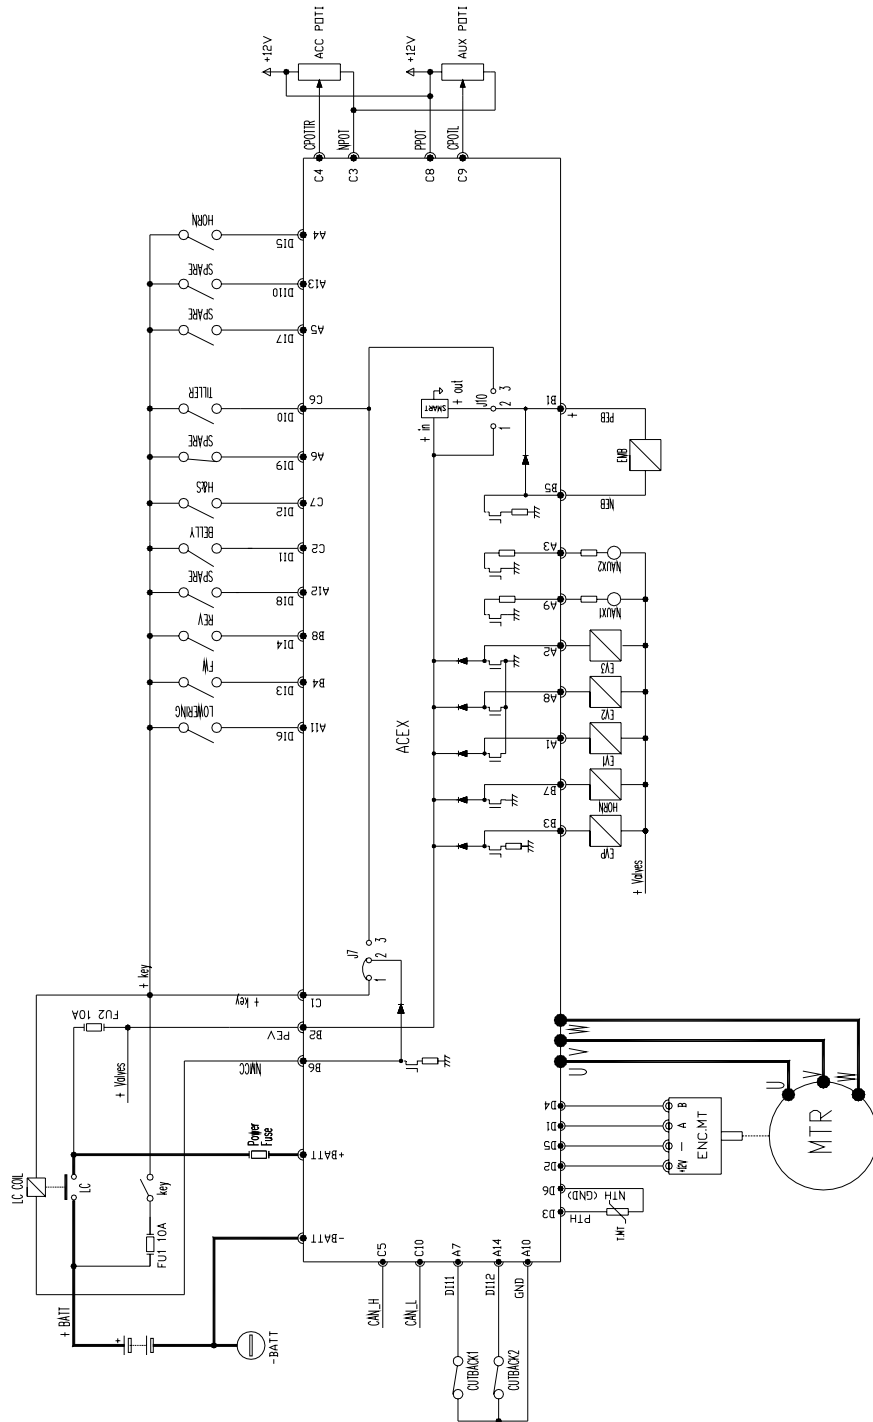 +12V
ACC POTI
+12V
AUX POTI
CPOTTR
NPOT
PPOT
CPOTL
C4
C3
C8
C9
HORN
DI5
A4
SPARE
DI10
A13
SPARE
DI7
A5
TILLER
DI0
C6
SPARE
DI9
A6
H&S
DI2
C7
BELLY
DI1
C2
SPARE
DI8
A12
REV
DI4
B8
FW
DI3
B4
LOWERING
DI6
A11
+ in
SMART
+ out
J10
1
2
3
B1
+
PEB
EMB
B5
NEB
A3
NAUX2
A9
NAUX1
A2
EV3
A8
EV2
A1
EV1
B7
HORN
B3
EVP
+ Valves
ACEX
J7
1
2
3
+ key
+ key
C1
FU2 10A
PEV
B2
+ Valves
NMCC
B6
Power
Fuse
+BATT
LC COIL
LC
key
FU1 10A
-BATT
+ BATT
+
-BATT
U
V
W
U
V
W
MTR
D4
D1
D5
D2
B
A
–
+12V
ENC.MT
D6
NTH (GND)
D3
PTH
T.MT
C5
CAN_H
C10
CAN_L
A7
DI11
A14
DI12
A10
GND
CUTBACK1
CUTBACK2